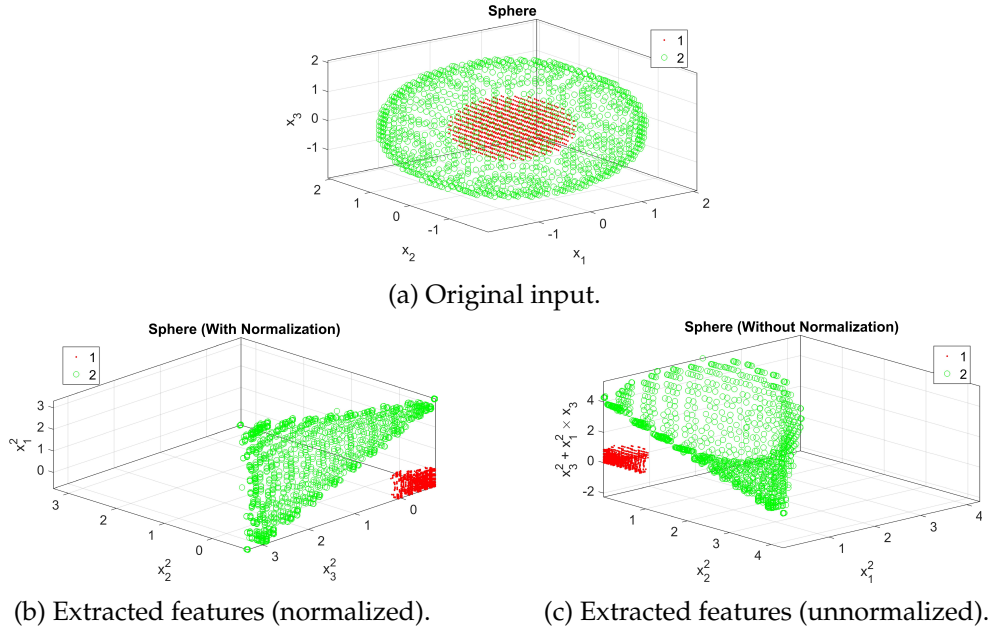 Sphere
1
2
2
1
0
-1
x3
2
1
0
-1
x2
-1
0
1
2
x1
(a) Original input.
Sphere (With Normalization)
1
2
3
2
1
0
x1^2
3
2
1
0
x2^2
3
2
1
0
x3^2
(b) Extracted features (normalized).
Sphere (Without Normalization)
1
2
4
2
0
-2
x3^2 + x1^2 × x3
1
2
3
4
x2^2
1
2
3
4
x1^2
(c) Extracted features (unnormalized).